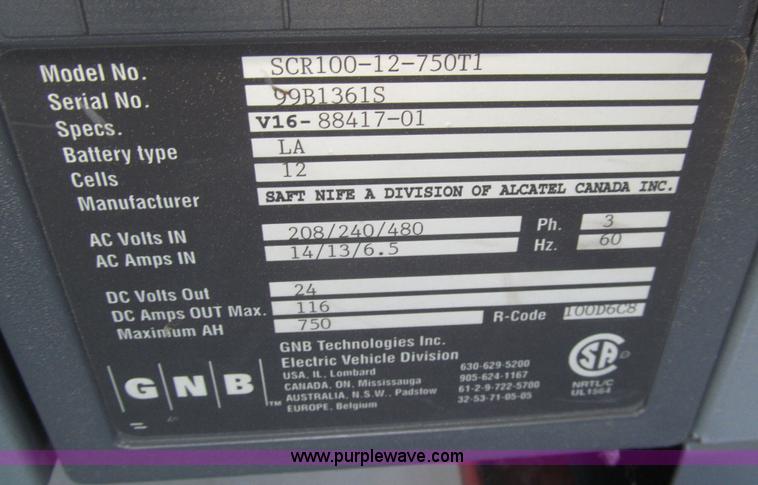 Model No. SCR100-12-750T1
Serial No. 99B1361S
Specs. V16-88417-01
Battery type LA
Cells 12
Manufacturer SAFT NIFE A DIVISION OF ALCATEL CANADA INC.
AC Volts IN 208/240/480 Ph. 3
AC Amps IN 14/13/6.5 Hz. 60
DC Volts Out 24
DC Amps OUT Max. 116
Maximum AH 750 R-Code 100D6C8
GNB Technologies Inc.
Electric Vehicle Division
USA, IL, Lombard 630-629-5200
CANADA, ON, Mississauga 905-624-1167
AUSTRALIA, N.S.W., Padstow 61-2-9-722-5700
EUROPE, Belgium 32-53-71-05-05
GNB™
SA
NRTL/C
UL1564
www.purplewave.com